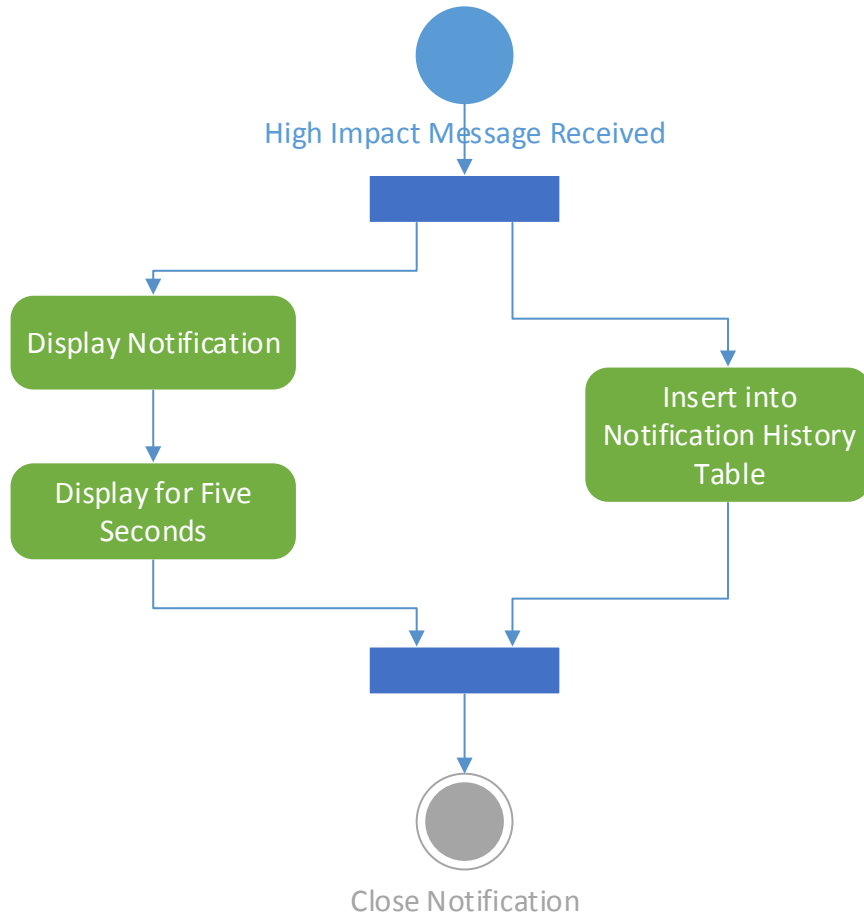 High Impact Message Received
Display Notification
Insert into
Notification History
Table
Display for Five
Seconds
Close Notification